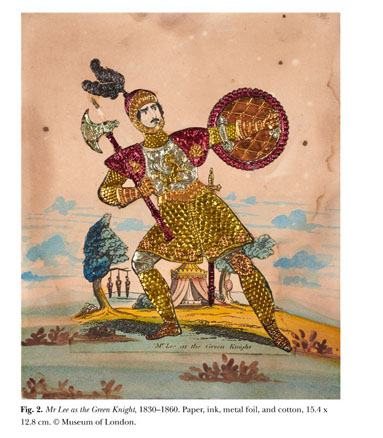 Mr Lee as the Green Knight
Fig. 2. Mr Lee as the Green Knight, 1830–1860. Paper, ink, metal foil, and cotton, 15.4 x
12.8 cm. © Museum of London.